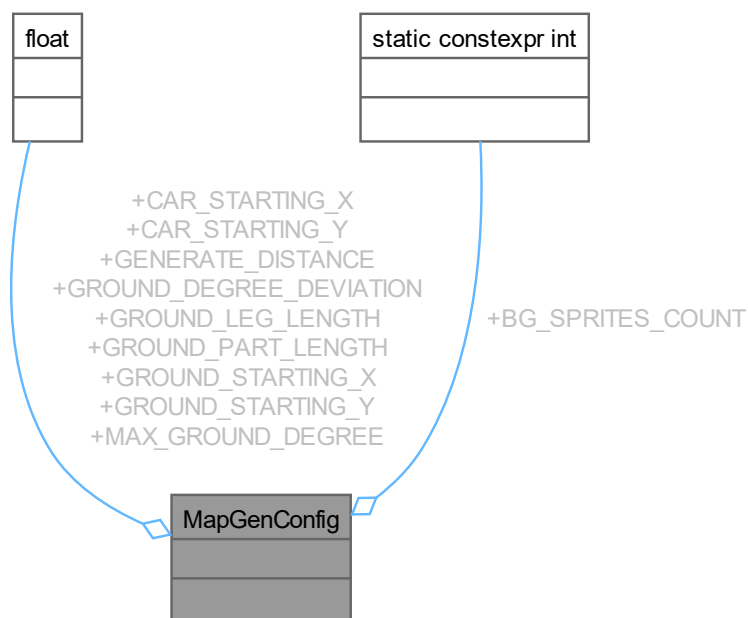 float
static constexpr int
+CAR_STARTING_X
+CAR_STARTING_Y
+GENERATE_DISTANCE
+GROUND_DEGREE_DEVIATION
+GROUND_LEG_LENGTH
+GROUND_PART_LENGTH
+GROUND_STARTING_X
+GROUND_STARTING_Y
+MAX_GROUND_DEGREE
+BG_SPRITES_COUNT
MapGenConfig